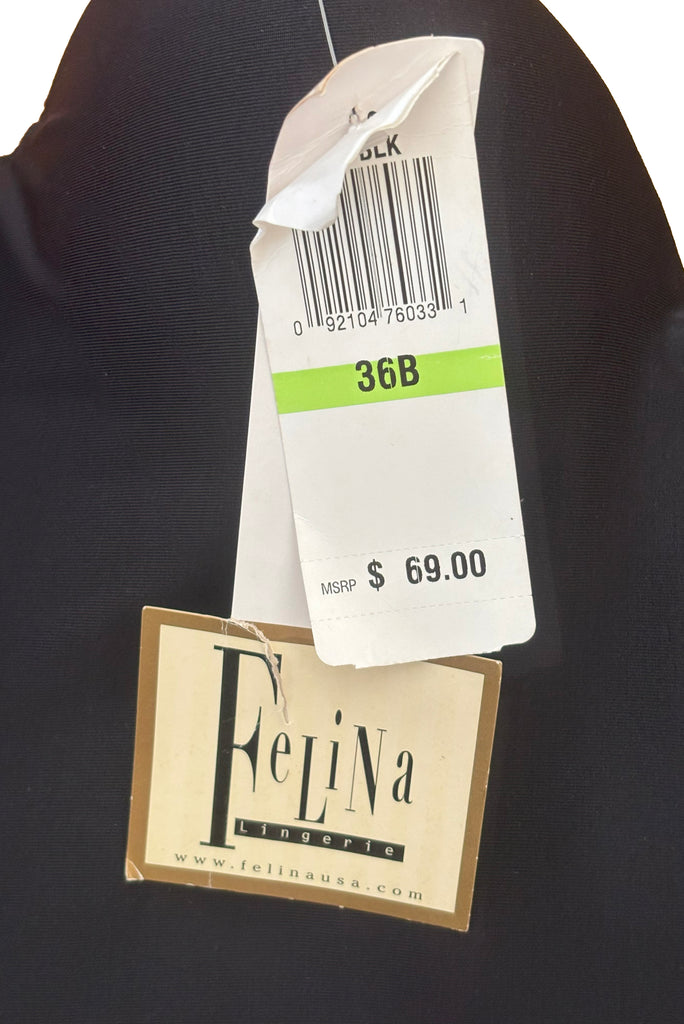 BLK
0 92104 76033 1
36B
MSRP $ 69.00
FeLiNa
Lingerie
www.felinausa.com